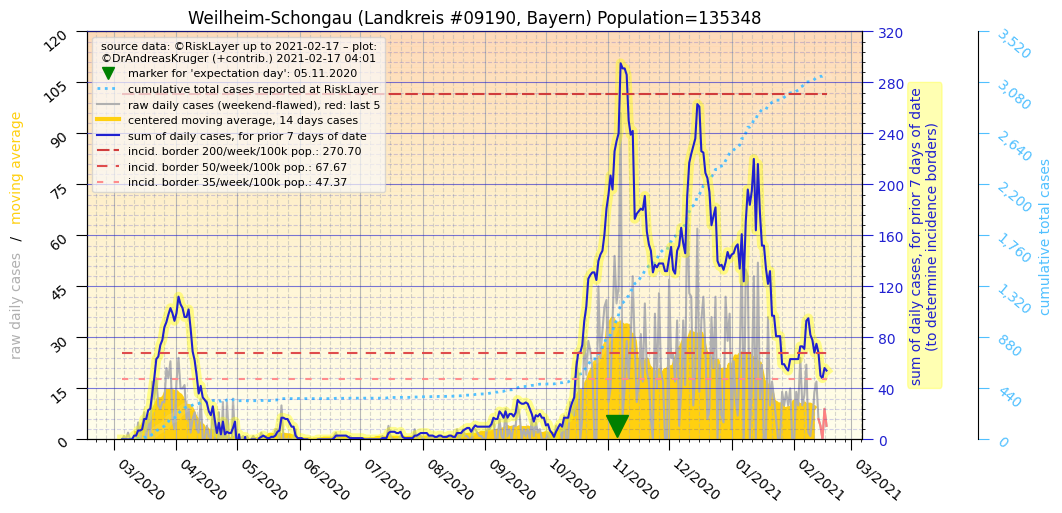 Weilheim-Schongau (Landkreis #09190, Bayern) Population=135348
source data: ©RiskLayer up to 2021-02-17 – plot:
©DrAndreasKruger (+contrib.) 2021-02-17 04:01
marker for 'expectation day': 05.11.2020
cumulative total cases reported at RiskLayer
raw daily cases (weekend-flawed), red: last 5
centered moving average, 14 days cases
sum of daily cases, for prior 7 days of date
incid. border 200/week/100k pop.: 270.70
incid. border 50/week/100k pop.: 67.67
incid. border 35/week/100k pop.: 47.37
raw daily cases / moving average
120
105
90
75
60
45
30
15
0
03/2020
04/2020
05/2020
06/2020
07/2020
08/2020
09/2020
10/2020
11/2020
12/2020
01/2021
02/2021
03/2021
320
280
240
200
160
120
80
40
0
sum of daily cases, for prior 7 days of date
(to determine incidence borders)
3,520
3,080
2,640
2,200
1,760
1,320
880
440
0
cumulative total cases